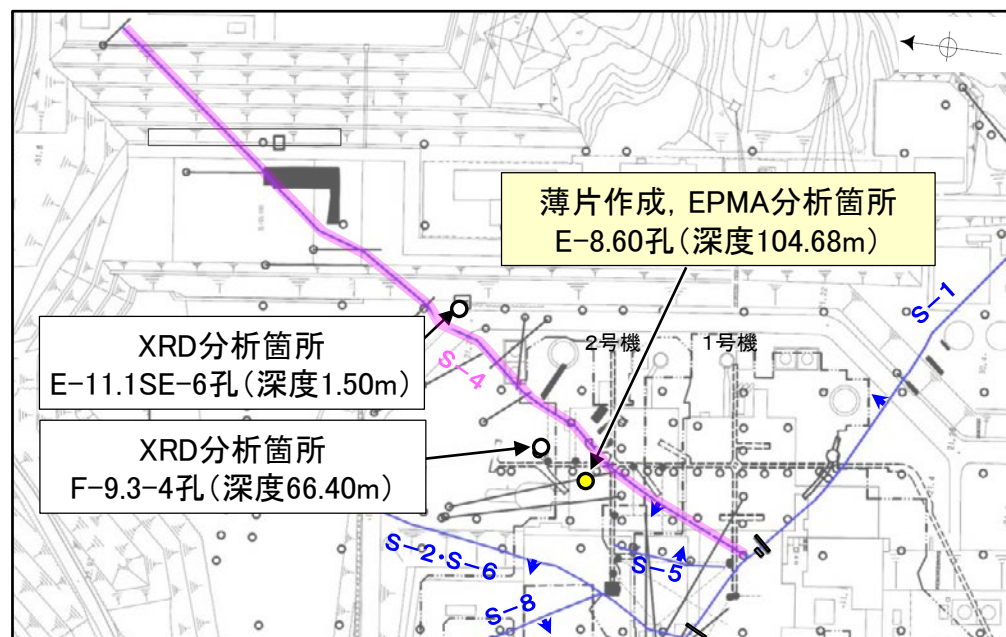 薄片作成, EPMA分析箇所
E-8.60孔(深度104.68m)
S-1
XRD分析箇所
E-11.1SE-6孔(深度1.50m)
S-4
2号機
1号機
XRD分析箇所
F-9.3-4孔(深度66.40m)
S-2・S-6
S-5
S-8